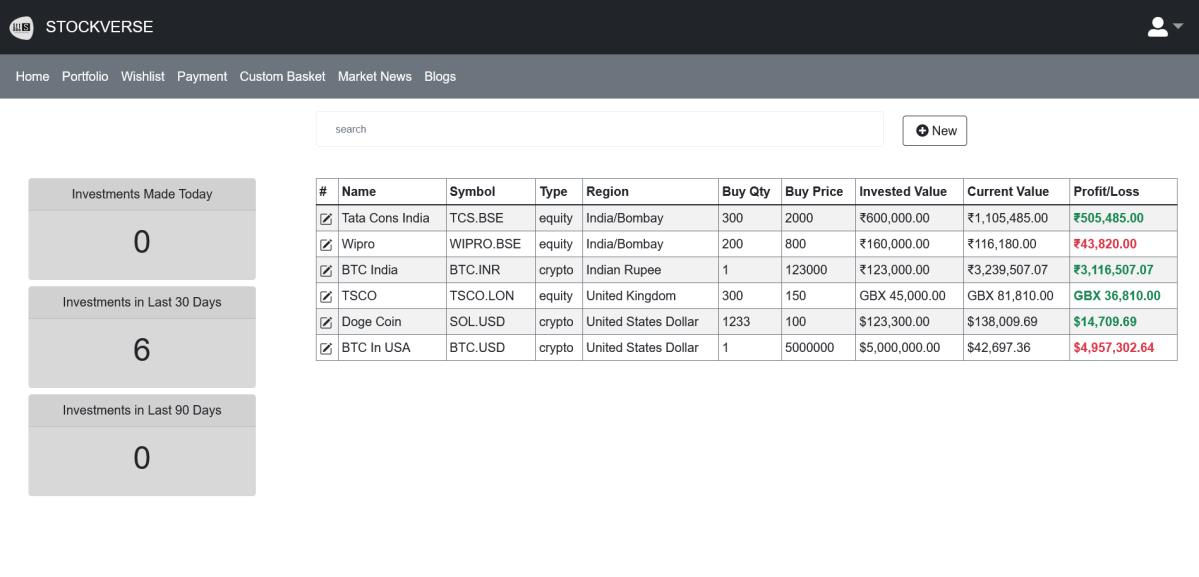 STOCKVERSE
Home Portfolio Wishlist Payment Custom Basket Market News Blogs
search
New
Investments Made Today
0
Investments in Last 30 Days
6
Investments in Last 90 Days
0
# Name Symbol Type Region Buy Qty Buy Price Invested Value Current Value Profit/Loss
Tata Cons India TCS.BSE equity India/Bombay 300 2000 ₹600,000.00 ₹1,105,485.00 ₹505,485.00
Wipro WIPRO.BSE equity India/Bombay 200 800 ₹160,000.00 ₹116,180.00 ₹43,820.00
BTC India BTC.INR crypto Indian Rupee 1 123000 ₹123,000.00 ₹3,239,507.07 ₹3,116,507.07
TSCO TSCO.LON equity United Kingdom 300 150 GBX 45,000.00 GBX 81,810.00 GBX 36,810.00
Doge Coin SOL.USD crypto United States Dollar 1233 100 $123,300.00 $138,009.69 $14,709.69
BTC In USA BTC.USD crypto United States Dollar 1 5000000 $5,000,000.00 $42,697.36 $4,957,302.64